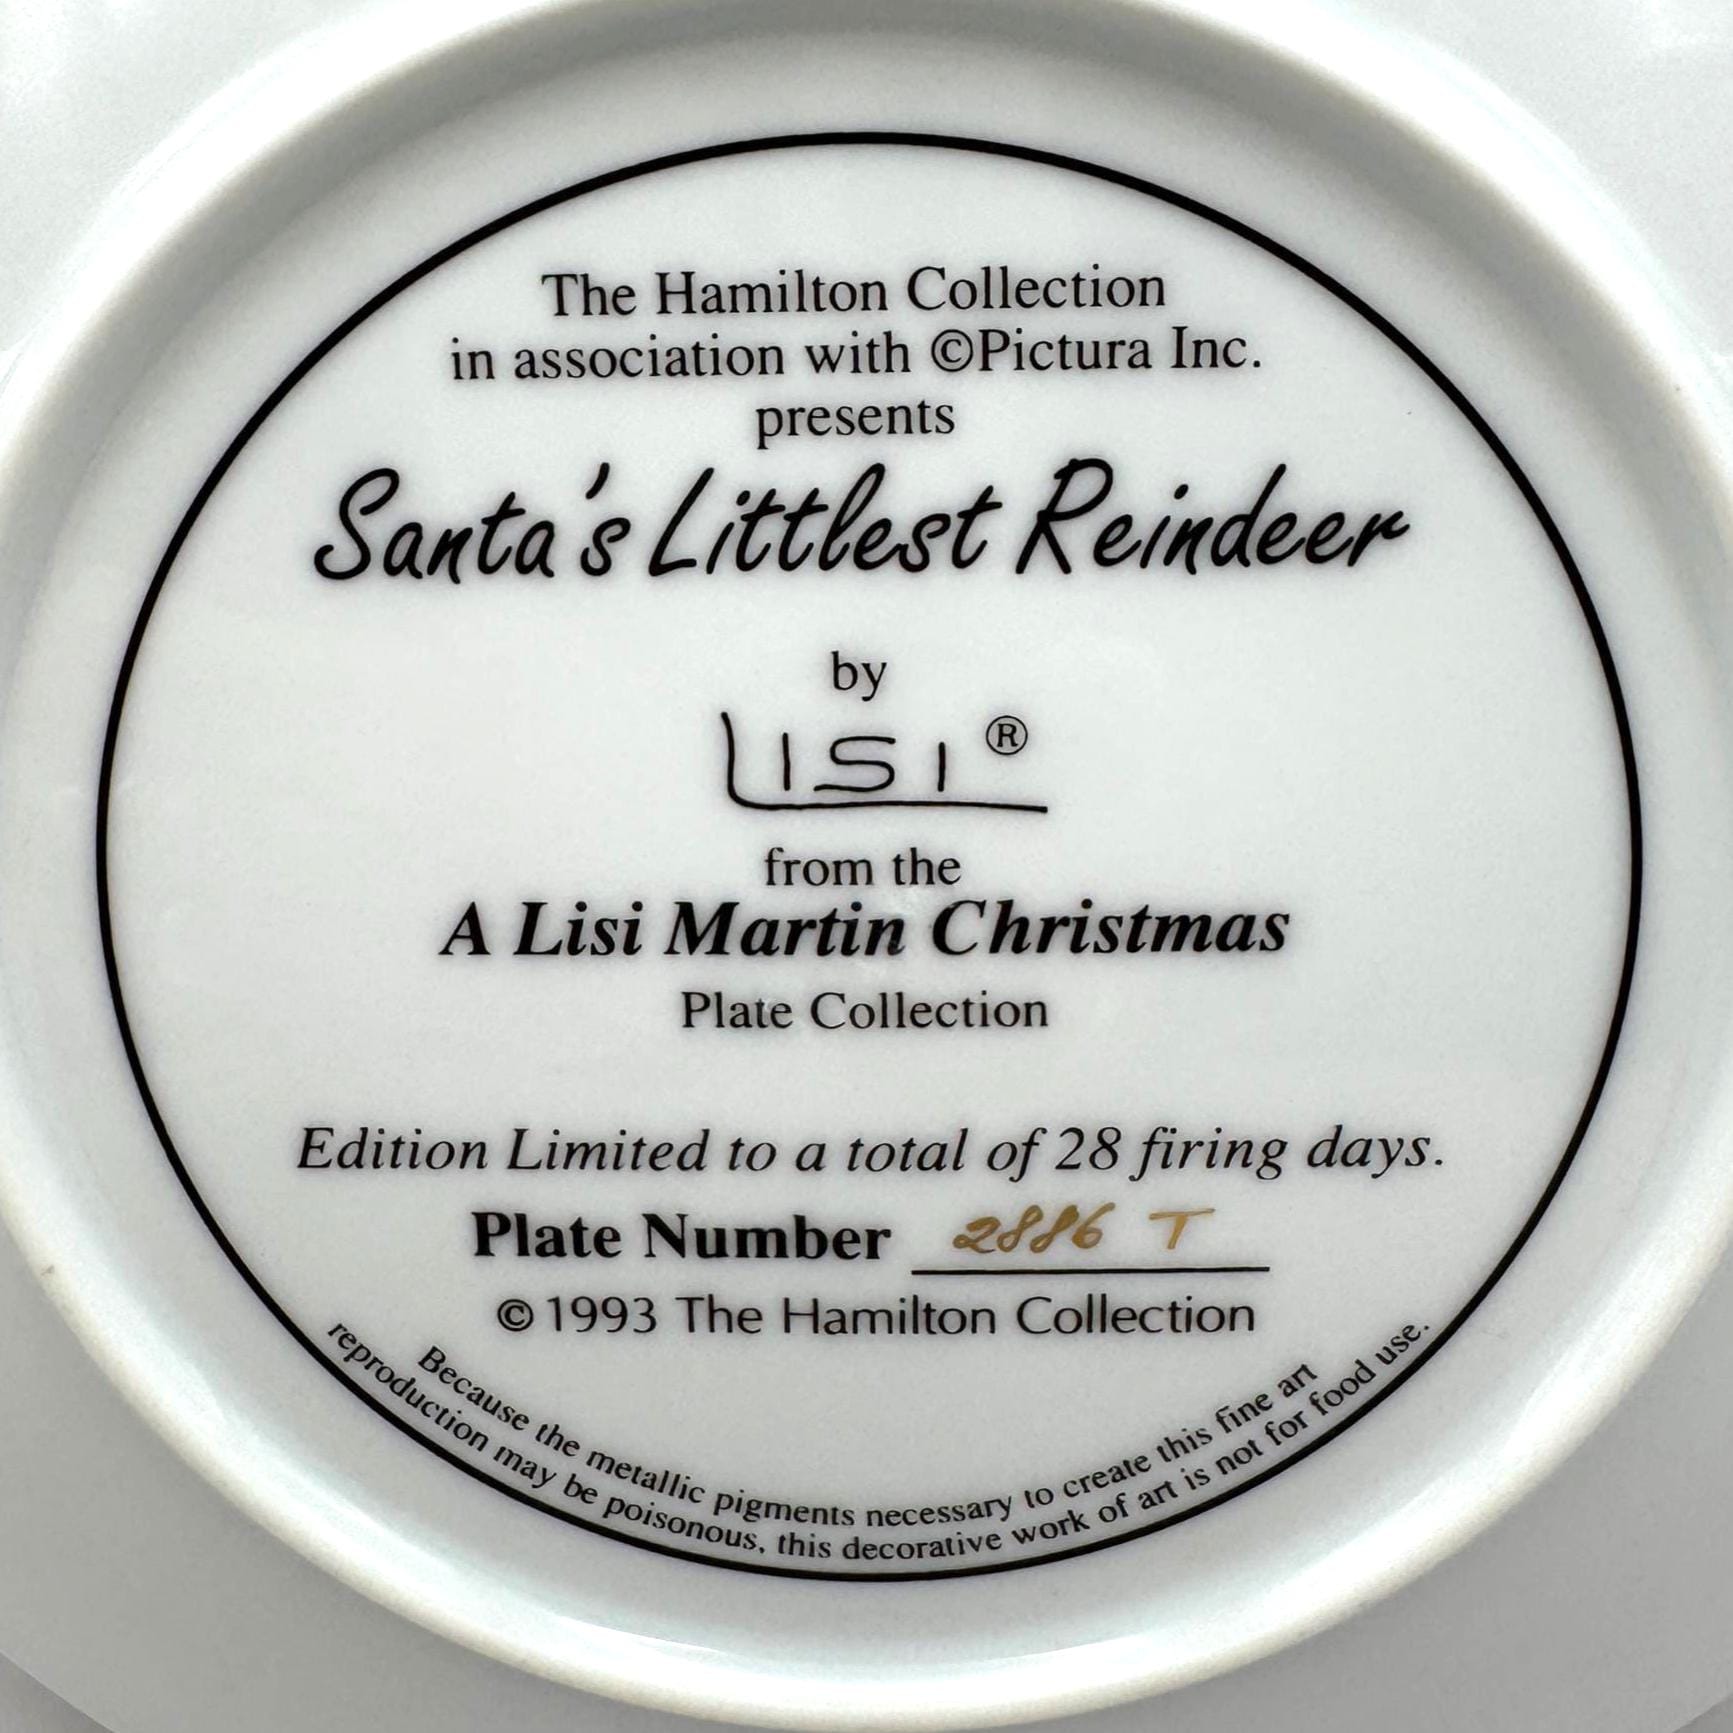 The Hamilton Collection
in association with ©Pictura Inc.
presents
Santa's Littlest Reindeer
by
LISI ®
from the
A Lisi Martin Christmas
Plate Collection
Edition Limited to a total of 28 firing days.
Plate Number 2886 T
© 1993 The Hamilton Collection
Because the metallic pigments necessary to create this fine art
reproduction may be poisonous, this decorative work of art is not for food use.